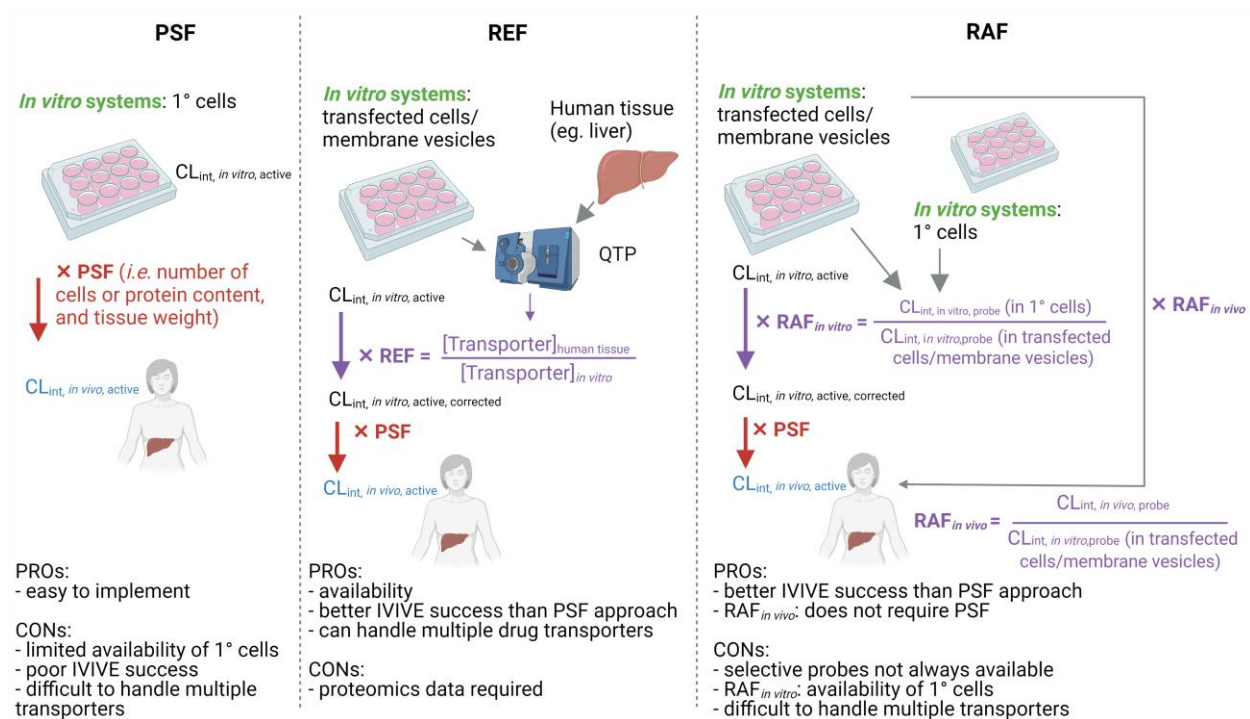 PSF
In vitro systems: 1° cells
CLint, in vitro, active
× PSF (i.e. number of
cells or protein content,
and tissue weight)
CLint, in vivo, active
PROs:
- easy to implement
CONs:
- limited availability of 1° cells
- poor IVIVE success
- difficult to handle multiple
transporters
REF
In vitro systems:
transfected cells/
membrane vesicles
Human tissue
(eg. liver)
QTP
CLint, in vitro, active
× REF =
[Transporter]human tissue
[Transporter]in vitro
CLint, in vitro, active, corrected
× PSF
CLint, in vivo, active
PROs:
- availability
- better IVIVE success than PSF approach
- can handle multiple drug transporters
CONs:
- proteomics data required
RAF
In vitro systems:
transfected cells/
membrane vesicles
In vitro systems:
1° cells
CLint, in vitro, active
× RAFin vitro =
CLint, in vitro, probe (in 1° cells)
CLint, in vitro,probe (in transfected
cells/membrane vesicles)
× RAFin vivo
CLint, in vitro, active, corrected
× PSF
CLint, in vivo, active
RAFin vivo =
CLint, in vivo, probe
CLint, in vitro,probe (in transfected
cells/membrane vesicles)
PROs:
- better IVIVE success than PSF approach
- RAFin vivo: does not require PSF
CONs:
- selective probes not always available
- RAFin vitro: availability of 1° cells
- difficult to handle multiple transporters